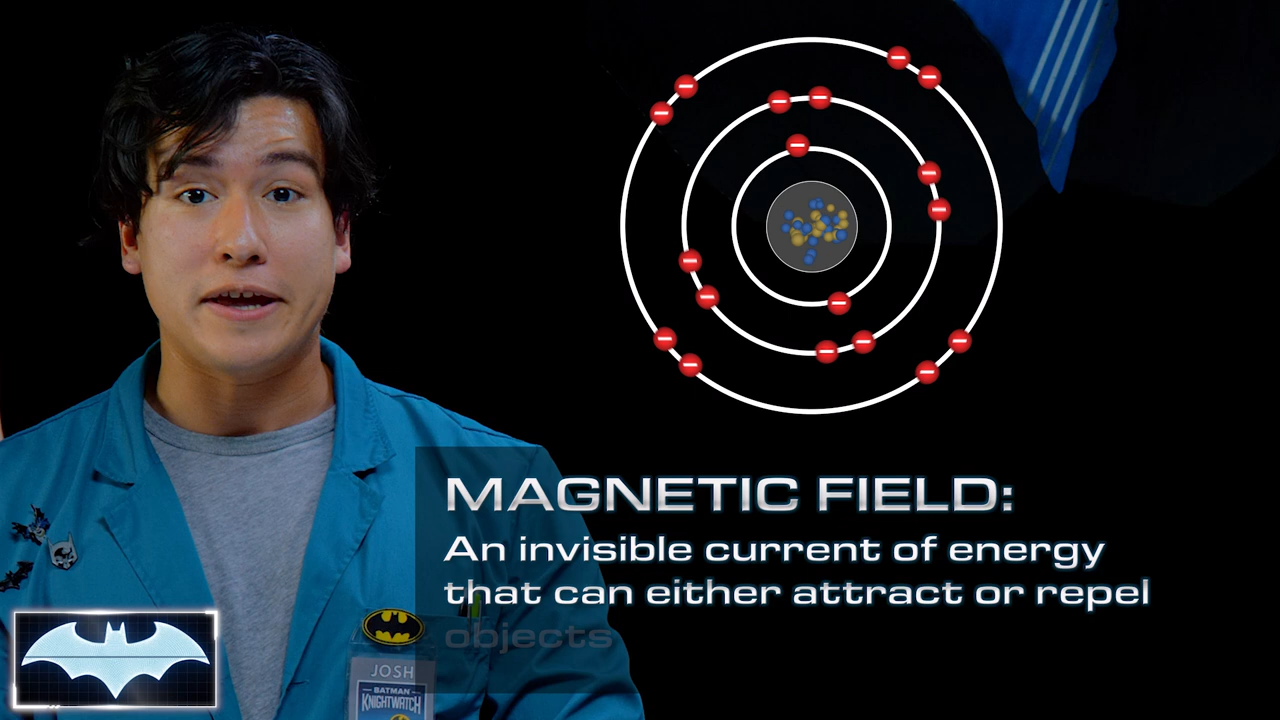 MAGNETIC FIELD:
An invisible current of energy
that can either attract or repel
objects
JOSH
BATMAN
KNIGHTWATCH